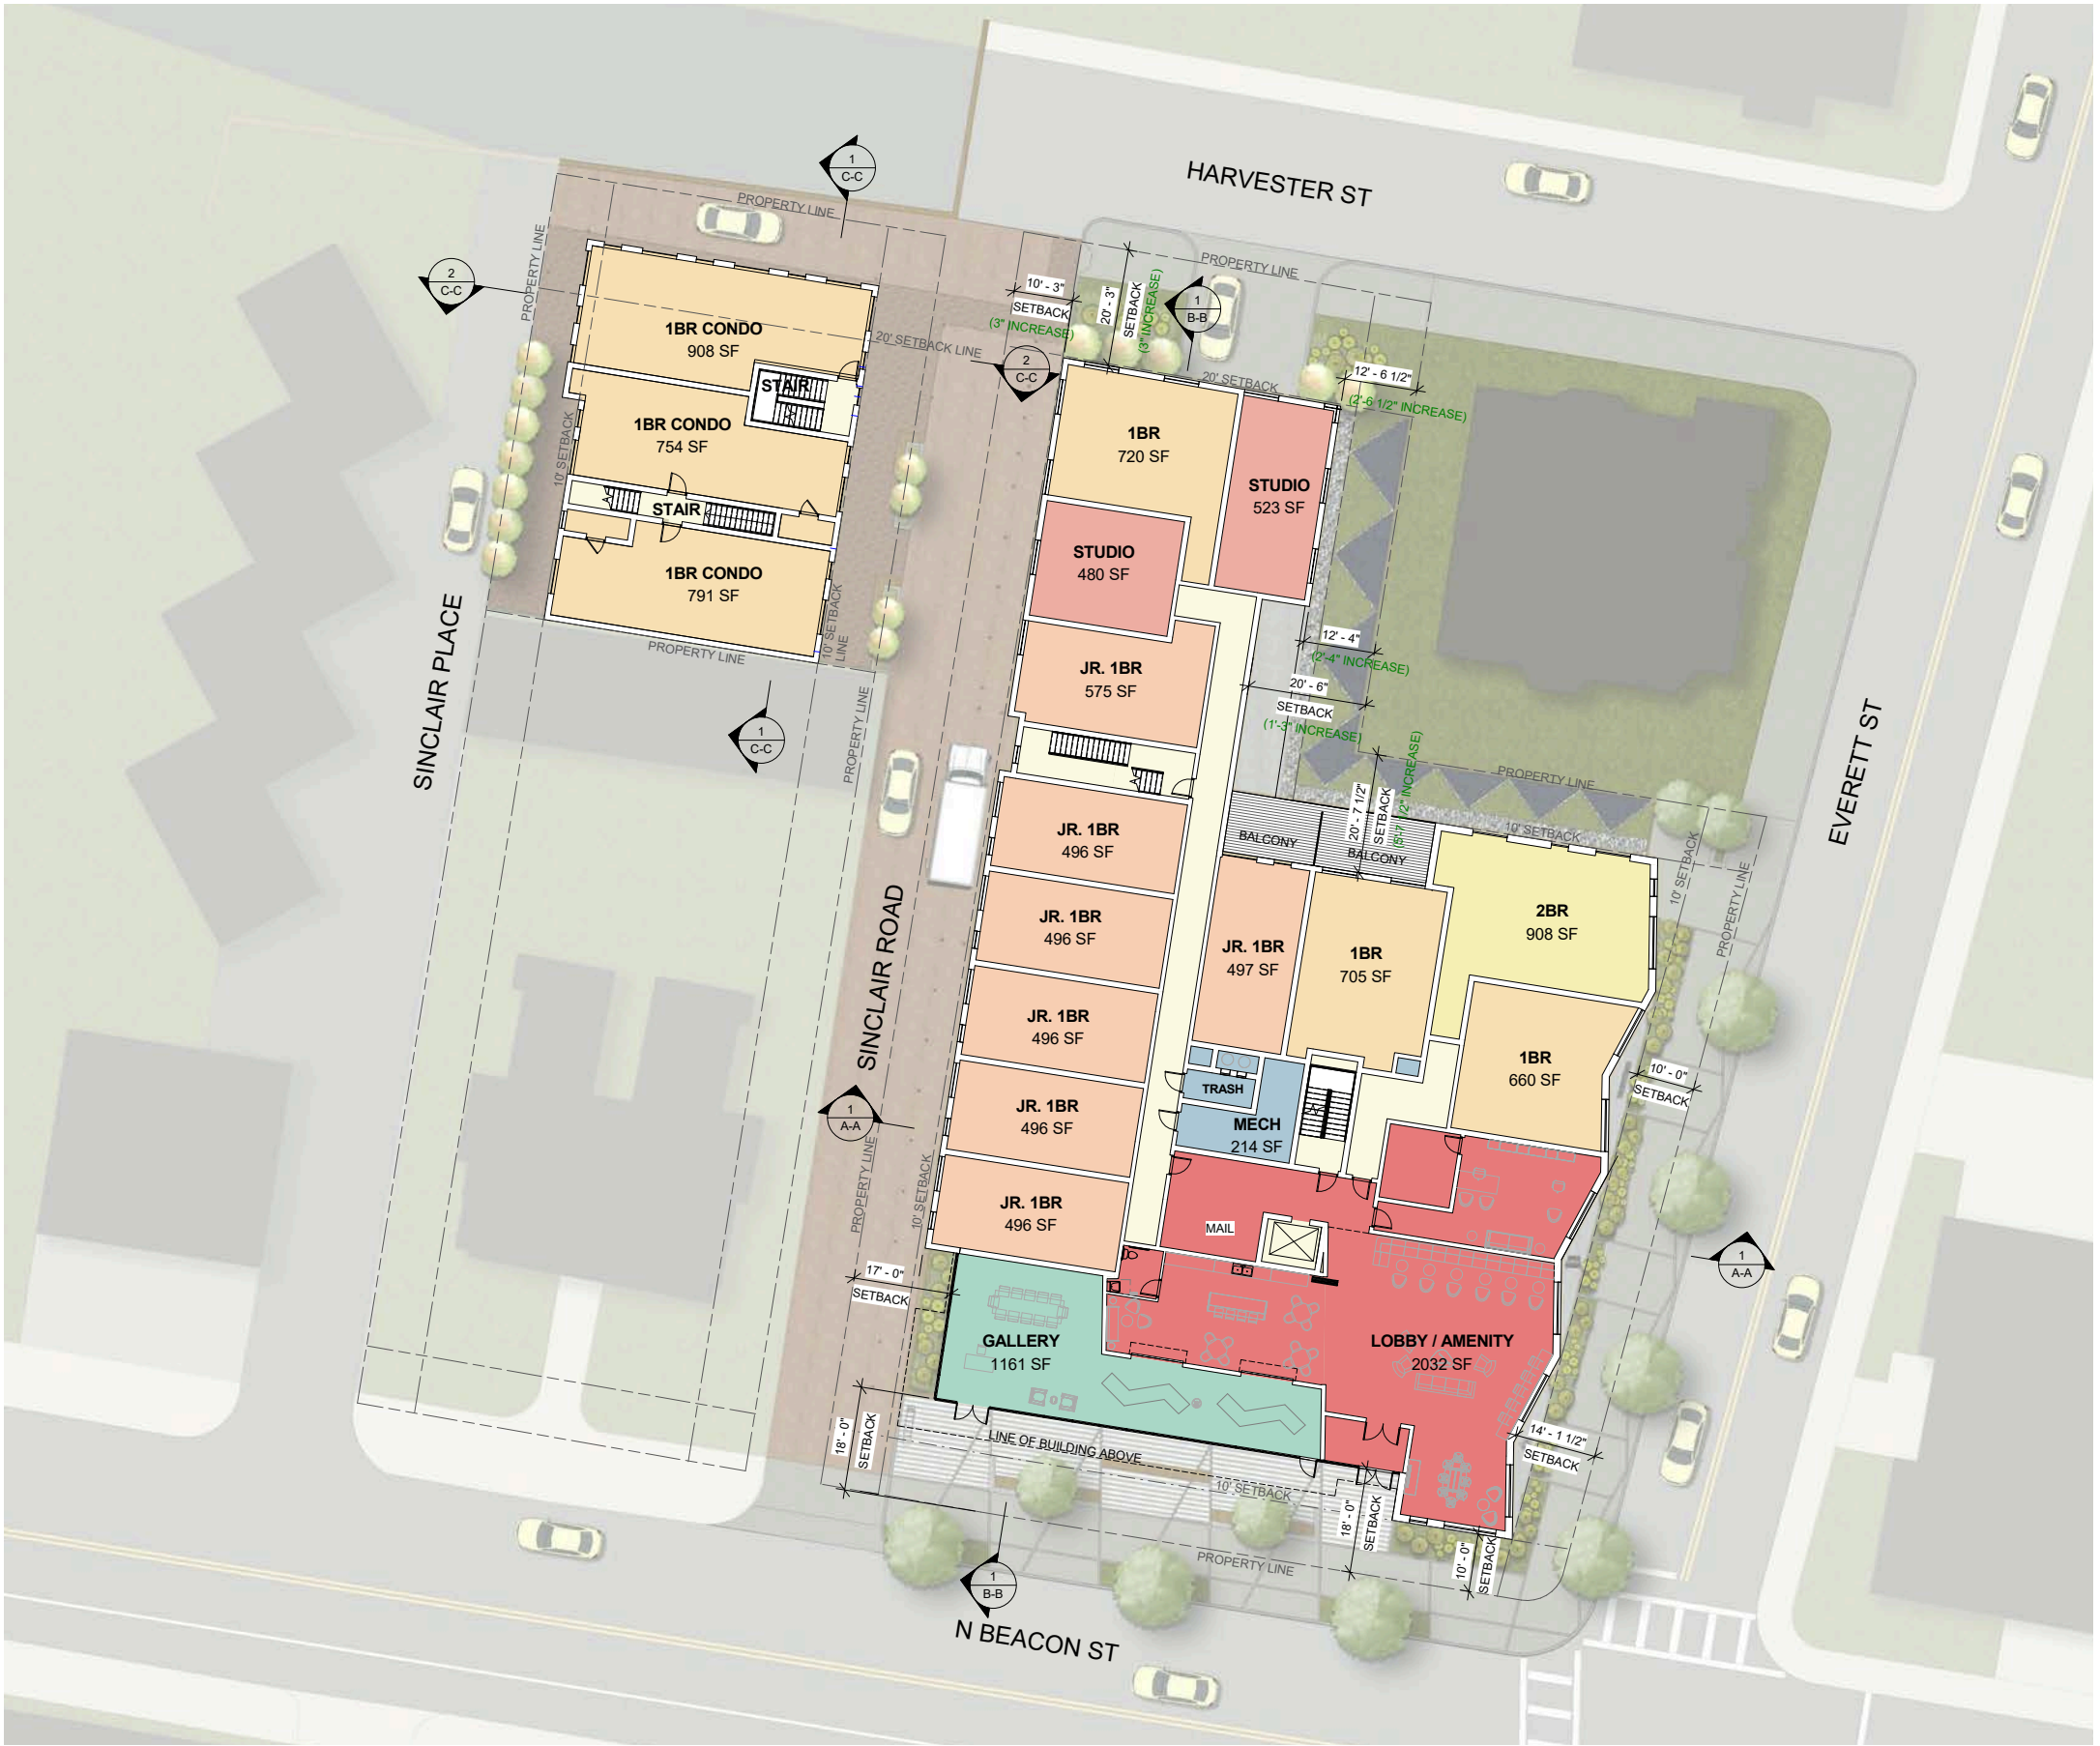 HARVESTER ST
1
C-C
PROPERTY LINE
PROPERTY LINE
2
C-C
1BR CONDO
908 SF
STAIR
1BR CONDO
754 SF
10' SETBACK
STAIR
1BR CONDO
791 SF
10' SETBACK
LINE
PROPERTY LINE
20' SETBACK LINE
1
C-C
PROPERTY LINE
SINCLAIR PLACE
10' - 3"
SETBACK
(3" INCREASE)
20' - 3"
SETBACK
(3" INCREASE)
PROPERTY LINE
1
B-B
2
C-C
20' SETBACK
12' - 6 1/2"
(2'-6 1/2" INCREASE)
1BR
720 SF
STUDIO
523 SF
STUDIO
480 SF
JR. 1BR
575 SF
12' - 4"
(2'-4" INCREASE)
20' - 6"
SETBACK
(1'-3" INCREASE)
20' - 7 1/2"
SETBACK
PROPERTY LINE
10' SETBACK
BALCONY
BALCONY
EVERETT ST
10' SETBACK
PROPERTY LINE
JR. 1BR
496 SF
JR. 1BR
496 SF
JR. 1BR
496 SF
JR. 1BR
496 SF
JR. 1BR
496 SF
JR. 1BR
497 SF
1BR
705 SF
2BR
908 SF
1BR
660 SF
10' - 0"
SETBACK
SINCLAIR ROAD
1
A-A
PROPERTY LINE
10' SETBACK
TRASH
MECH
214 SF
MAIL
17' - 0"
SETBACK
GALLERY
1161 SF
LOBBY / AMENITY
2032 SF
1
A-A
14' - 1 1/2"
SETBACK
18' - 0"
SETBACK
LINE OF BUILDING ABOVE
10' SETBACK
18' - 0"
SETBACK
10' - 0"
SETBACK
PROPERTY LINE
1
B-B
N BEACON ST